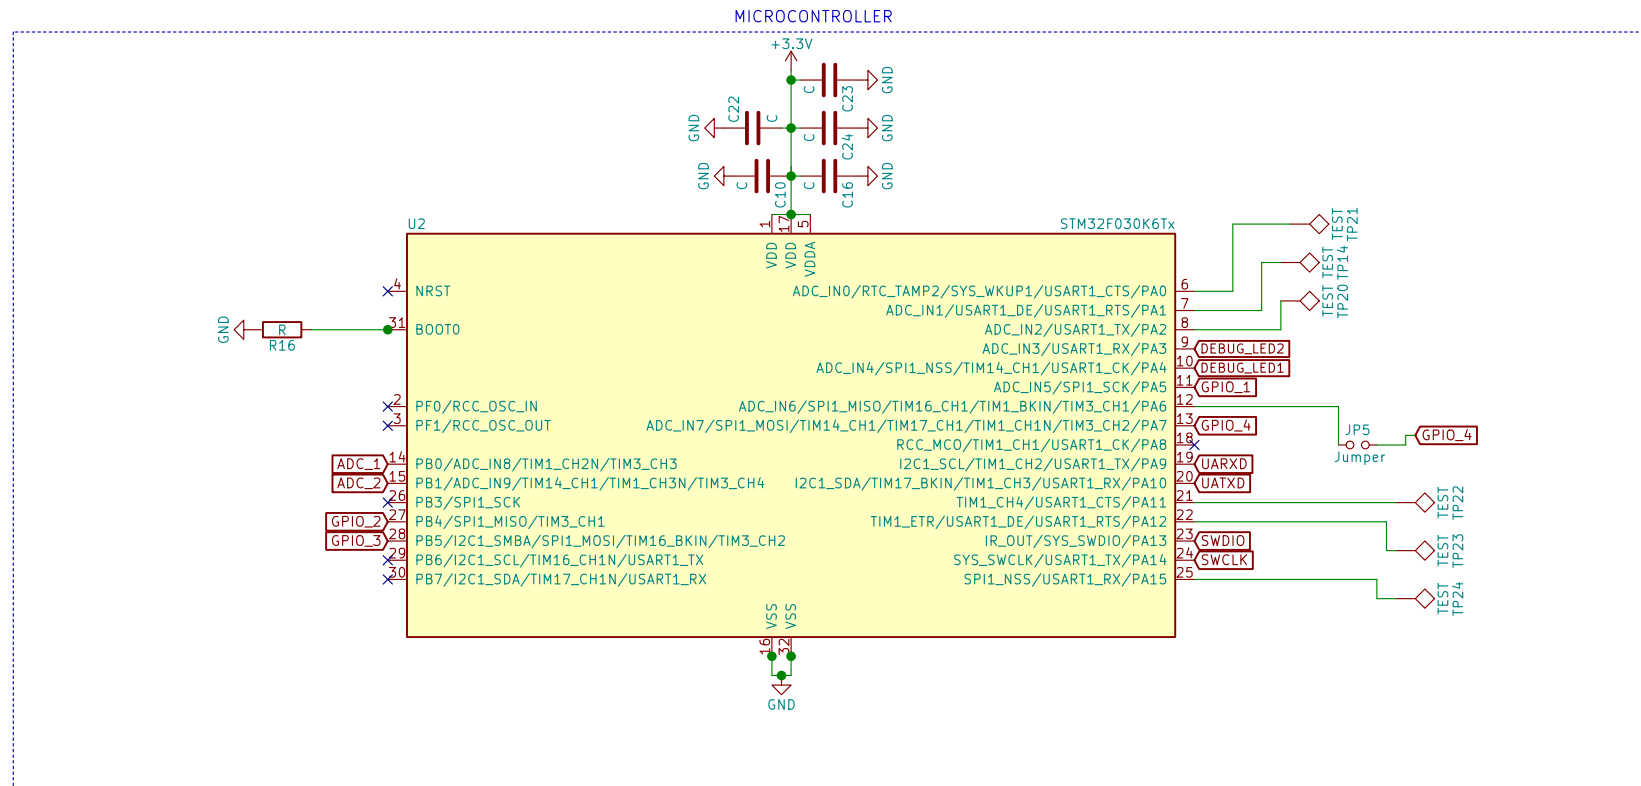 MICROCONTROLLER
+3.3V
C C23 GND
GND C22 C
C C24 GND
GND C C10
C C16 GND
U2
STM32F030K6Tx
1 17 5
VDD VDD VDDA
4 NRST
31 BOOT0
GND R R16
2 PF0/RCC_OSC_IN
3 PF1/RCC_OSC_OUT
ADC_1 14 PB0/ADC_IN8/TIM1_CH2N/TIM3_CH3
ADC_2 15 PB1/ADC_IN9/TIM14_CH1/TIM1_CH3N/TIM3_CH4
26 PB3/SPI1_SCK
GPIO_2 27 PB4/SPI1_MISO/TIM3_CH1
GPIO_3 28 PB5/I2C1_SMBA/SPI1_MOSI/TIM16_BKIN/TIM3_CH2
29 PB6/I2C1_SCL/TIM16_CH1N/USART1_TX
30 PB7/I2C1_SDA/TIM17_CH1N/USART1_RX
ADC_IN0/RTC_TAMP2/SYS_WKUP1/USART1_CTS/PA0 6
ADC_IN1/USART1_DE/USART1_RTS/PA1 7
ADC_IN2/USART1_TX/PA2 8
ADC_IN3/USART1_RX/PA3 9 DEBUG_LED2
ADC_IN4/SPI1_NSS/TIM14_CH1/USART1_CK/PA4 10 DEBUG_LED1
ADC_IN5/SPI1_SCK/PA5 11 GPIO_1
ADC_IN6/SPI1_MISO/TIM16_CH1/TIM1_BKIN/TIM3_CH1/PA6 12
ADC_IN7/SPI1_MOSI/TIM14_CH1/TIM17_CH1/TIM1_CH1N/TIM3_CH2/PA7 13 GPIO_4
RCC_MCO/TIM1_CH1/USART1_CK/PA8 18
I2C1_SCL/TIM1_CH2/USART1_TX/PA9 19 UARXD
I2C1_SDA/TIM17_BKIN/TIM1_CH3/USART1_RX/PA10 20 UATXD
TIM1_CH4/USART1_CTS/PA11 21
TIM1_ETR/USART1_DE/USART1_RTS/PA12 22
IR_OUT/SYS_SWDIO/PA13 23 SWDIO
SYS_SWCLK/USART1_TX/PA14 24 SWCLK
SPI1_NSS/USART1_RX/PA15 25
TEST TP21
TEST TP14
TEST TP20
JP5
Jumper
GPIO_4
TEST TP22
TEST TP23
TEST TP24
VSS VSS
16 32
GND